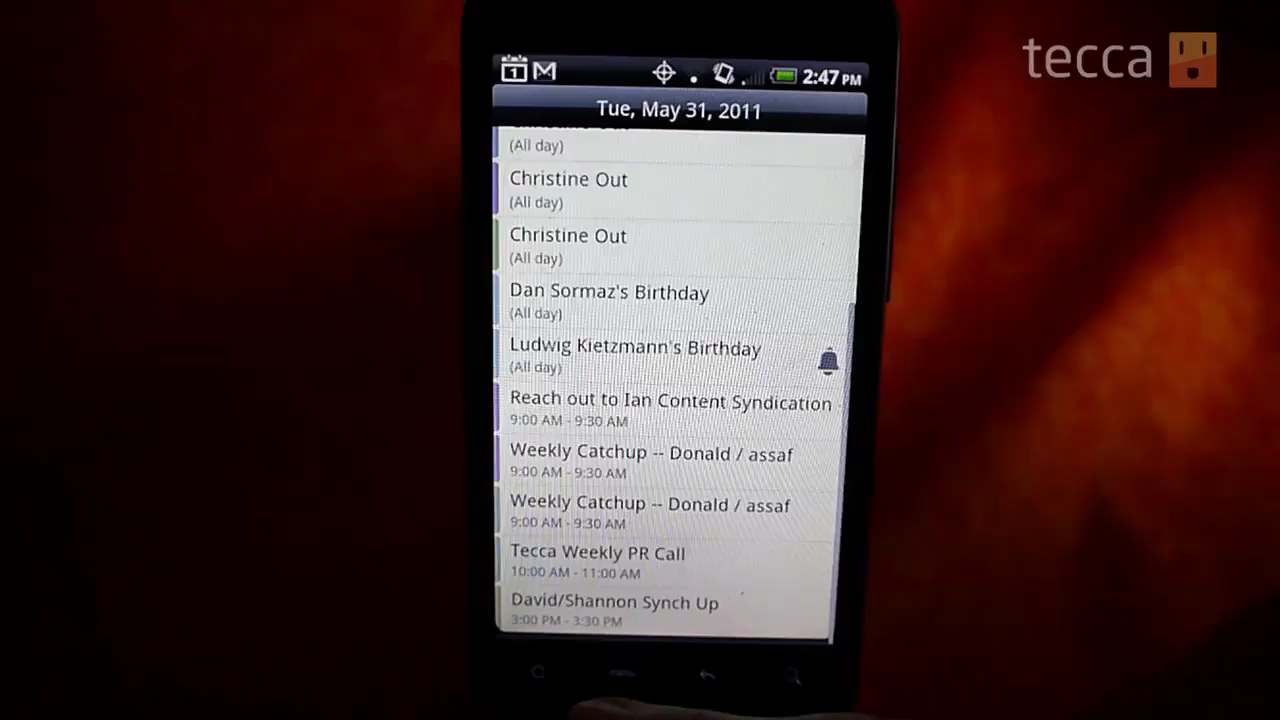 tecca
1
2:47 PM
Tue, May 31, 2011
(All day)
Christine Out
(All day)
Christine Out
(All day)
Dan Sormaz's Birthday
(All day)
Ludwig Kietzmann's Birthday
(All day)
Reach out to Ian Content Syndication
9:00 AM - 9:30 AM
Weekly Catchup -- Donald / assaf
9:00 AM - 9:30 AM
Weekly Catchup -- Donald / assaf
9:00 AM - 9:30 AM
Tecca Weekly PR Call
10:00 AM - 11:00 AM
David/Shannon Synch Up
3:00 PM - 3:30 PM
menu